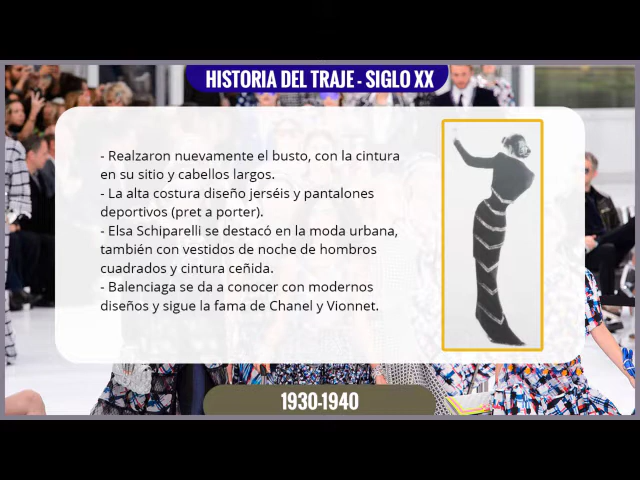 HISTORIA DEL TRAJE - SIGLO XX
- Realzaron nuevamente el busto, con la cintura
en su sitio y cabellos largos.
- La alta costura diseño jerséis y pantalones
deportivos (pret a porter).
- Elsa Schiparelli se destacó en la moda urbana,
también con vestidos de noche de hombros
cuadrados y cintura ceñida.
- Balenciaga se da a conocer con modernos
diseños y sigue la fama de Chanel y Vionnet.
1930-1940